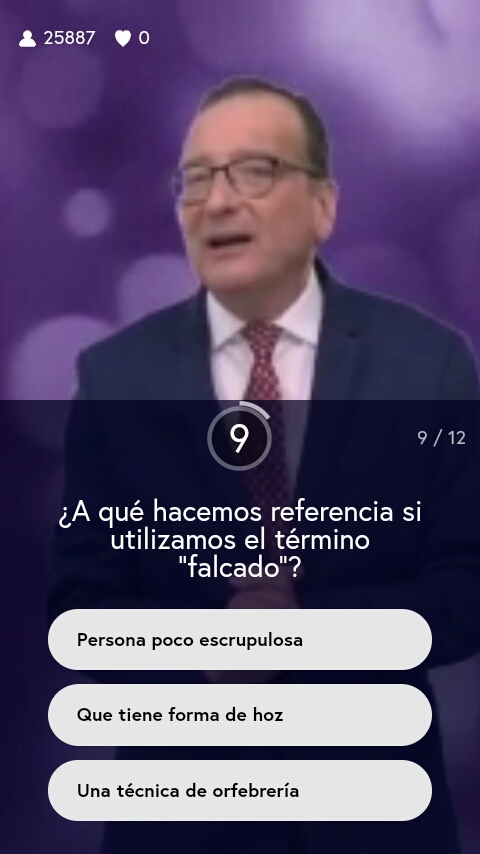 25887 0
9
9 / 12
¿A qué hacemos referencia si
utilizamos el término
"falcado"?
Persona poco escrupulosa
Que tiene forma de hoz
Una técnica de orfebrería